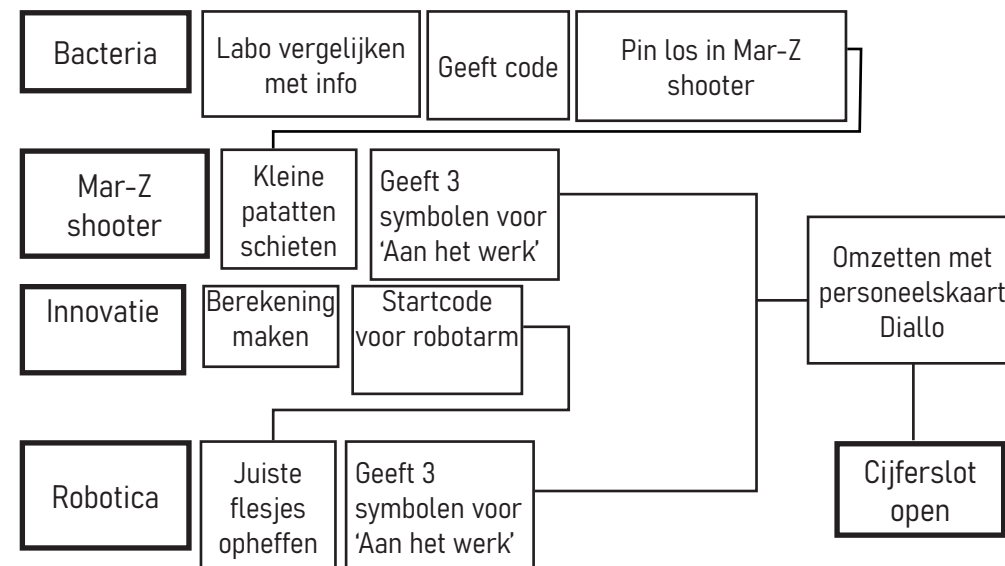 Bacteria
Labo vergelijken
met info
Geeft code
Pin los in Mar-Z
shooter
Mar-Z
shooter
Kleine
patatten
schieten
Geeft 3
symbolen voor
‘Aan het werk’
Innovatie
Berekening
maken
Startcode
voor robotarm
Omzetten met
personeelskaart
Diallo
Robotica
Juiste
flesjes
opheffen
Geeft 3
symbolen voor
‘Aan het werk’
Cijferslot
open